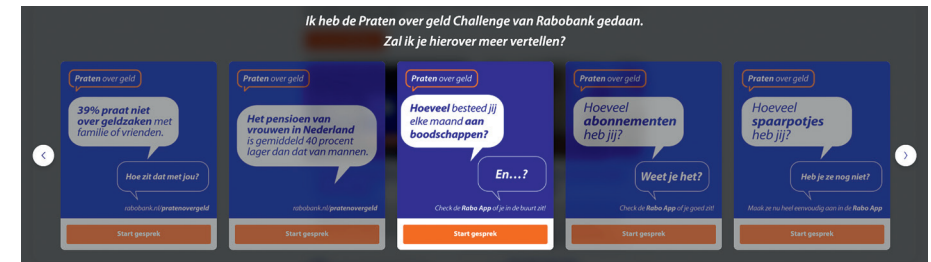 Ik heb de Praten over geld Challenge van Rabobank gedaan.
Zal ik je hierover meer vertellen?
Praten over geld
39% praat niet
over geldzaken met
familie of vrienden.
Hoe zit dat met jou?
rabobank.nl/pratenovergeld
Start gesprek
Praten over geld
Het pensioen van
vrouwen in Nederland
is gemiddeld 40 procent
lager dan dat van mannen.
rabobank.nl/pratenovergeld
Start gesprek
Praten over geld
Hoeveel besteed jij
elke maand aan
boodschappen?
En...?
Check de Rabo App of je in de buurt zit!
Start gesprek
Praten over geld
Hoeveel
abonnementen
heb jij?
Weet je het?
Check de Rabo App of je goed zit!
Start gesprek
Praten over geld
Hoeveel
spaarpotjes
heb jij?
Heb je ze nog niet?
Maak ze nu heel eenvoudig aan in de Rabo App
Start gesprek